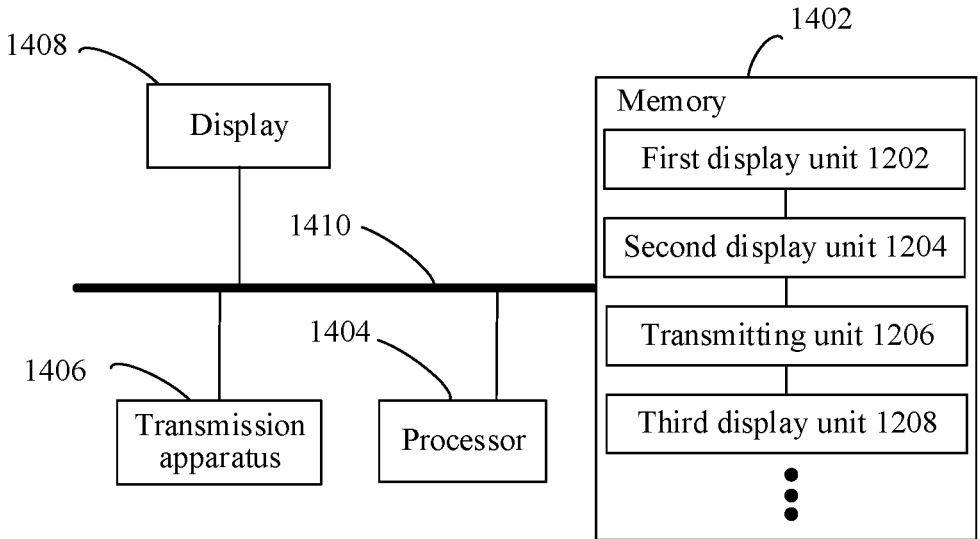 1402
1408
Memory
Display
First display unit 1202
1410
Second display unit 1204
1404
Transmitting unit 1206
1406
Transmission
apparatus
Processor
Third display unit 1208